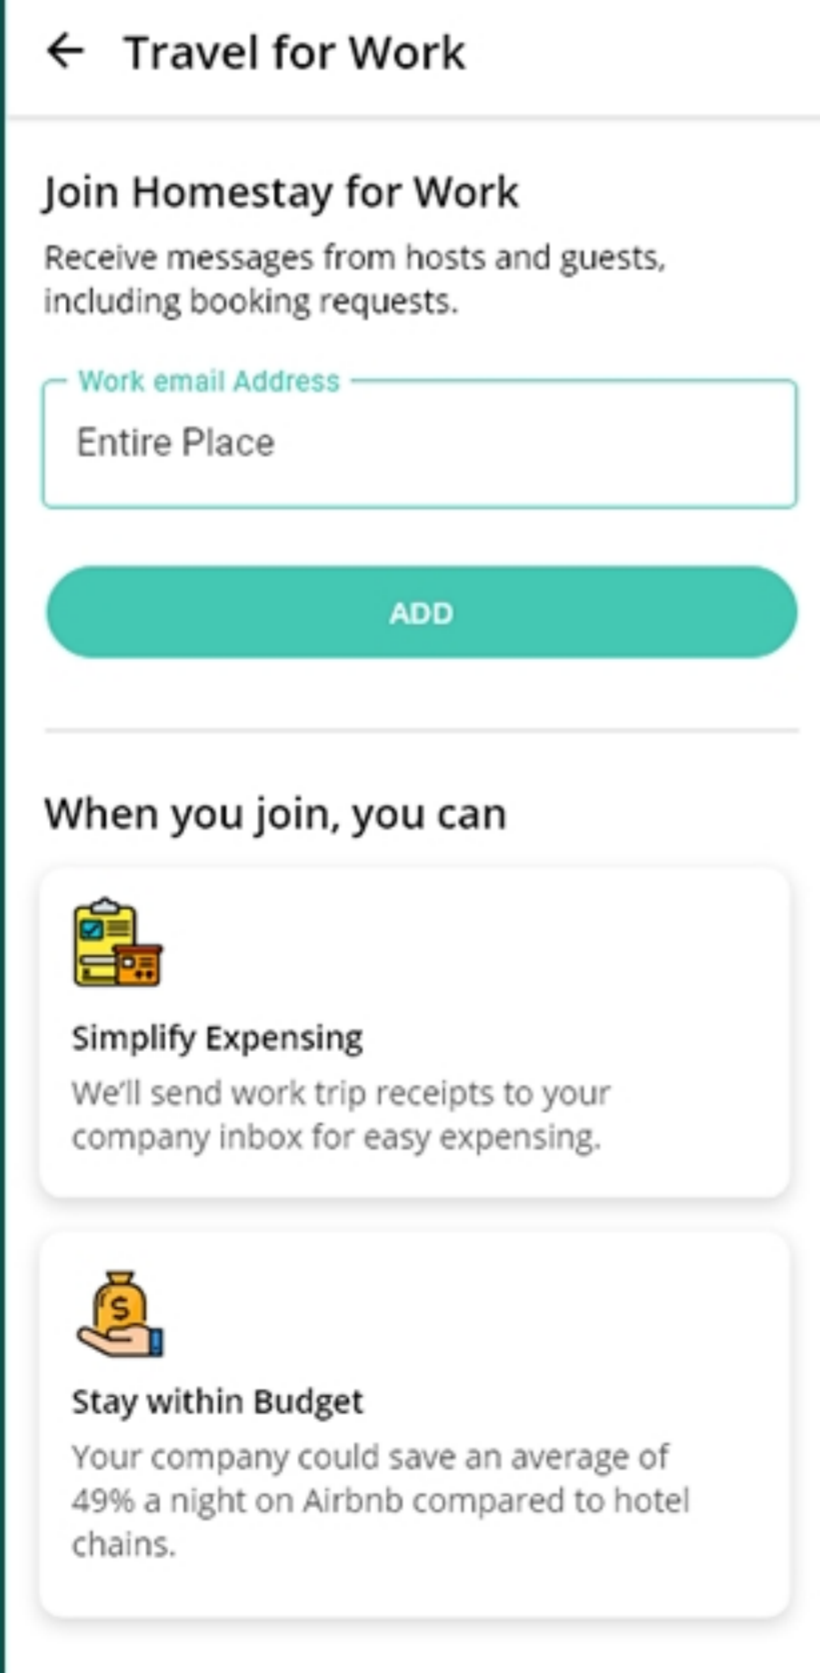 Travel for Work
Join Homestay for Work
Receive messages from hosts and guests,
including booking requests.
Work email Address
Entire Place
ADD
When you join, you can
Simplify Expensing
We'll send work trip receipts to your
company inbox for easy expensing.
$
Stay within Budget
Your company could save an average of
49% a night on Airbnb compared to hotel
chains.